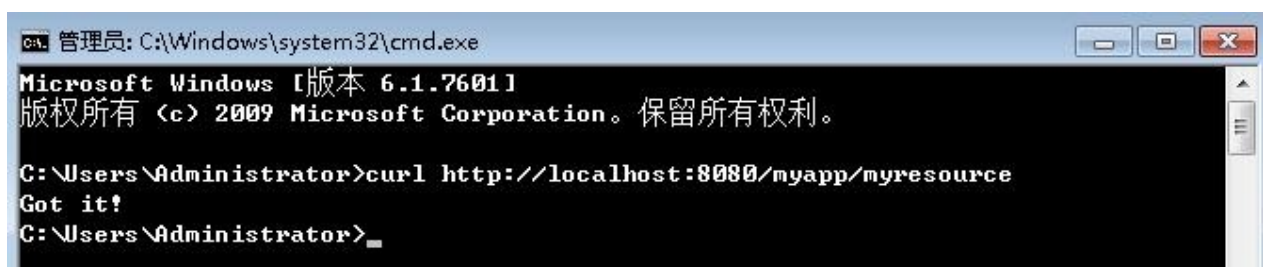 管理员: C:\Windows\system32\cmd.exe
Microsoft Windows [版本 6.1.7601]
版权所有 (c) 2009 Microsoft Corporation。保留所有权利。
C:\Users\Administrator>curl http://localhost:8080/myapp/myresource
Got it!
C:\Users\Administrator>_